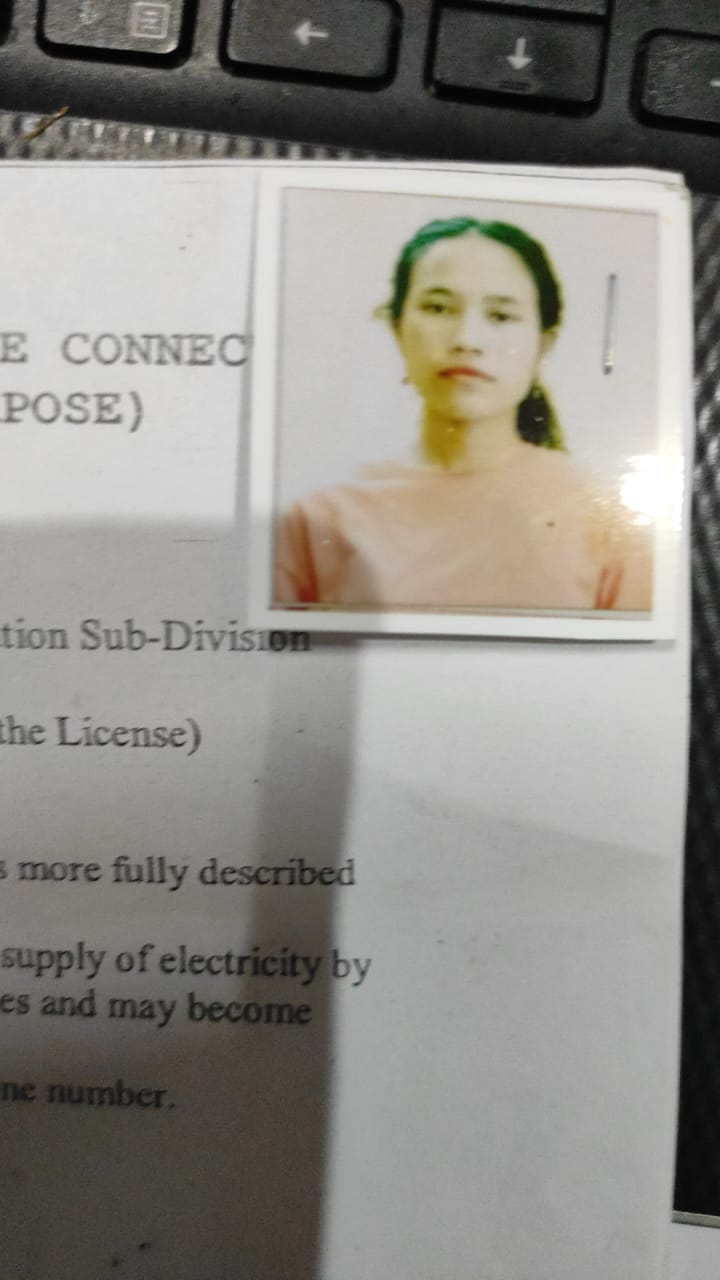 E CONNEC
POSE)
tion Sub-Division
the License)
s more fully described
supply of electricity by
es and may become
ne number.